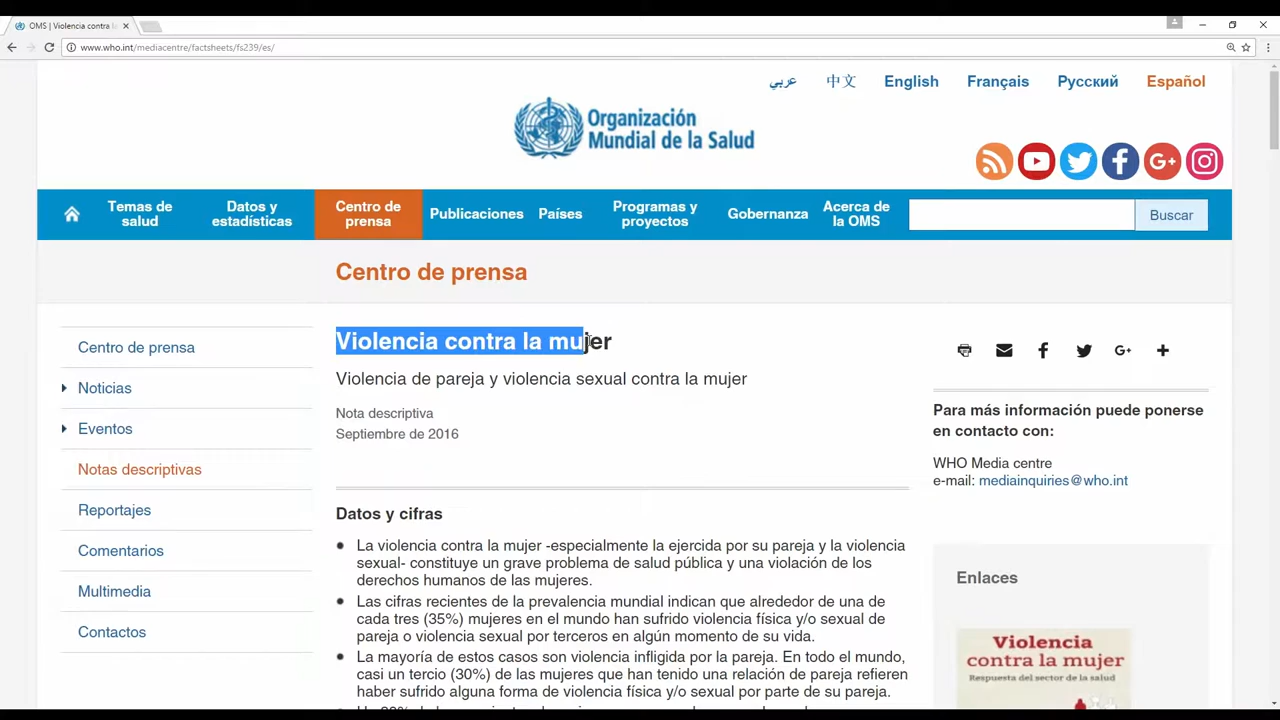 OMS | Violencia contra la
www.who.int/mediacentre/factsheets/fs239/es/
عربي 中文 English Français Русский Español
Organización
Mundial de la Salud
Temas de
salud
Datos y
estadísticas
Centro de
prensa
Publicaciones
Países
Programas y
proyectos
Gobernanza
Acerca de
la OMS
Buscar
Centro de prensa
Centro de prensa
Noticias
Eventos
Notas descriptivas
Reportajes
Comentarios
Multimedia
Contactos
Violencia contra la mujer
Violencia de pareja y violencia sexual contra la mujer
Nota descriptiva
Septiembre de 2016
Datos y cifras
La violencia contra la mujer -especialmente la ejercida por su pareja y la violencia
sexual- constituye un grave problema de salud pública y una violación de los
derechos humanos de las mujeres.
Las cifras recientes de la prevalencia mundial indican que alrededor de una de
cada tres (35%) mujeres en el mundo han sufrido violencia física y/o sexual de
pareja o violencia sexual por terceros en algún momento de su vida.
La mayoría de estos casos son violencia infligida por la pareja. En todo el mundo,
casi un tercio (30%) de las mujeres que han tenido una relación de pareja refieren
haber sufrido alguna forma de violencia física y/o sexual por parte de su pareja.
Para más información puede ponerse
en contacto con:
WHO Media centre
e-mail: mediainquiries@who.int
Enlaces
Violencia
contra la mujer
Respuesta del sector de la salud